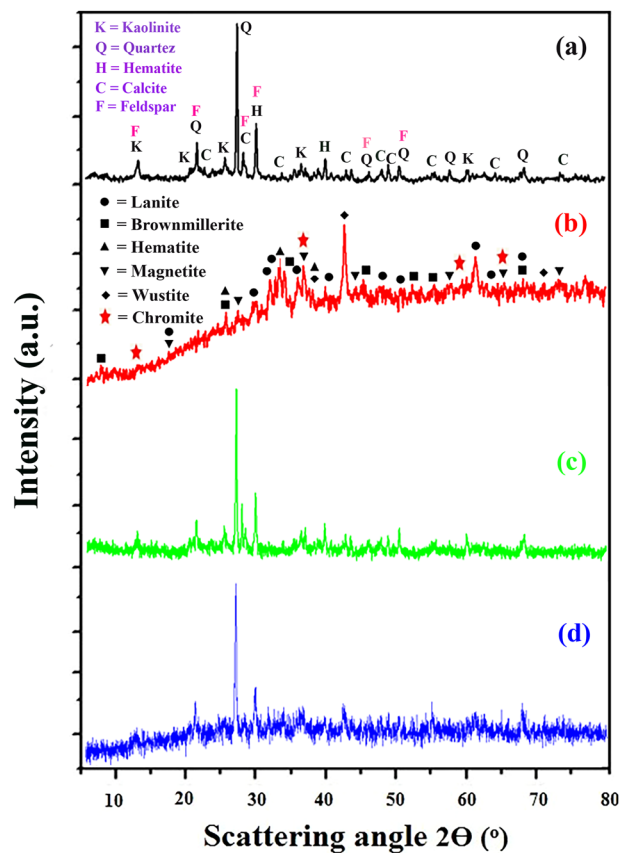 K = Kaolinite
Q = Quartez
H = Hematite
C = Calcite
F = Feldspar
Q
(a)
F
F
F
F
F
F
K
Q
K
C
K
C
H
K
H
C
C
Q
C
C
Q
C
Q
K
C
Q
C
= Lanite
= Brownmillerite
= Hematite
= Magnetite
= Wustite
= Chromite
(b)
(c)
(d)
Intensity (a.u.)
10 20 30 40 50 60 70 80
Scattering angle 2Ɵ (º)